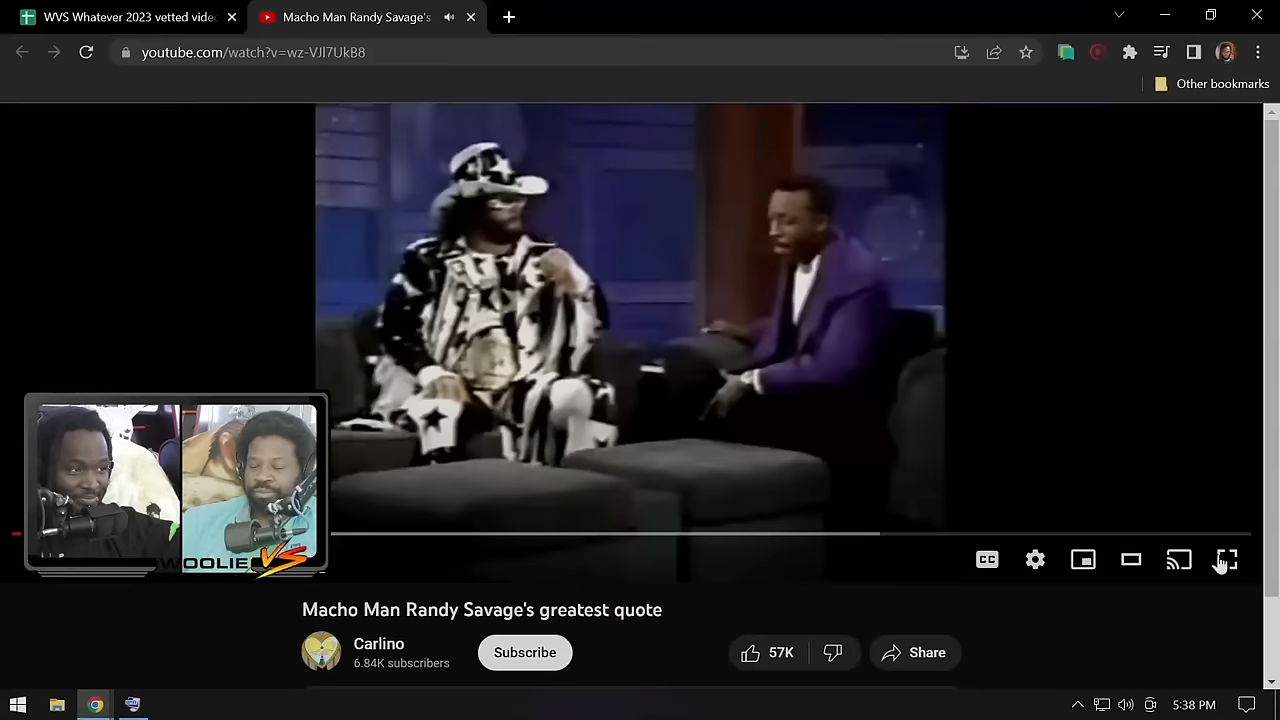 WVS Whatever 2023 vetted vide
Macho Man Randy Savage's
youtube.com/watch?v=wz-VJl7UkB8
Other bookmarks
WOOLIE VS
CC
Macho Man Randy Savage's greatest quote
Carlino
6.84K subscribers
Subscribe
57K
Share
5:38 PM